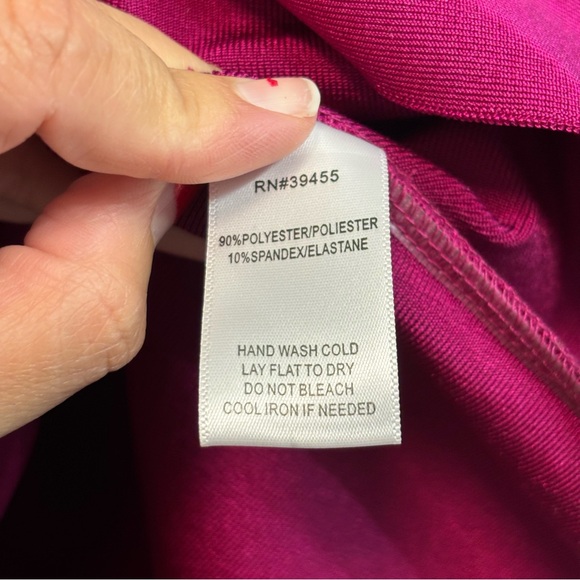 RN#39455
90%POLYESTER/POLIESTER
10%SPANDEX/ELASTANE
HAND WASH COLD
LAY FLAT TO DRY
DO NOT BLEACH
COOL IRON IF NEEDED